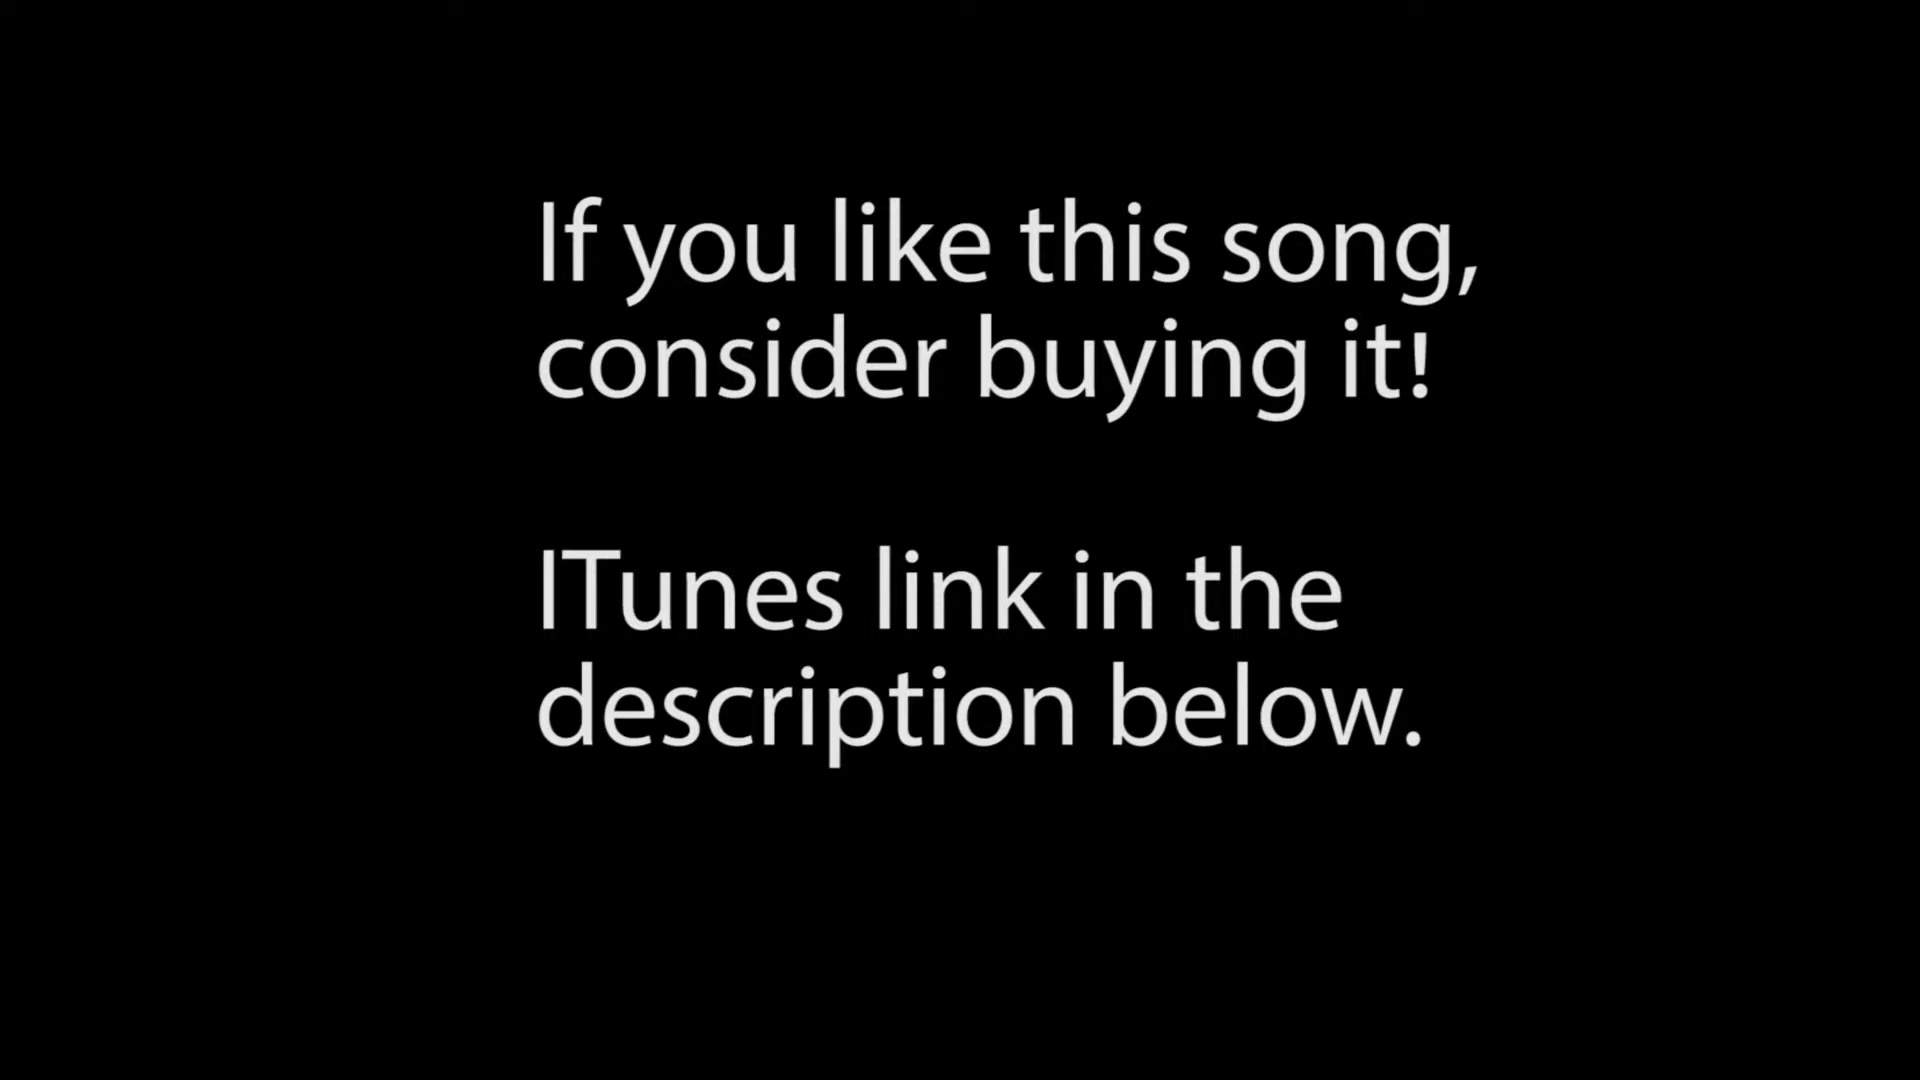 If you like this song,
consider buying it!
ITunes link in the
description below.